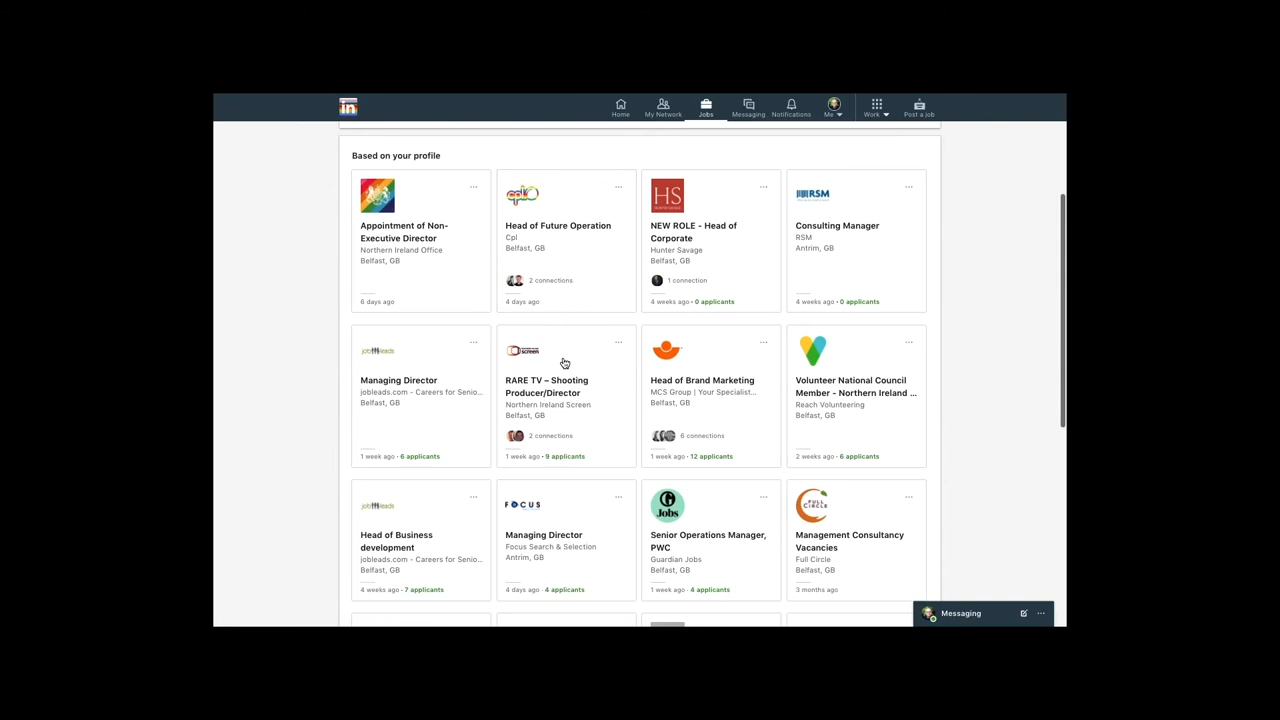 in
Home
My Network
Jobs
Messaging
Notifications
Me
Work
Post a job
Based on your profile
Appointment of Non-
Executive Director
Northern Ireland Office
Belfast, GB
6 days ago
cpl
Head of Future Operation
Cpl
Belfast, GB
2 connections
4 days ago
HS
NEW ROLE - Head of
Corporate
Hunter Savage
Belfast, GB
1 connection
4 weeks ago • 0 applicants
RSM
Consulting Manager
RSM
Antrim, GB
4 weeks ago • 0 applicants
jobleads
Managing Director
jobleads.com - Careers for Senio...
Belfast, GB
1 week ago • 6 applicants
screen
RARE TV – Shooting
Producer/Director
Northern Ireland Screen
Belfast, GB
2 connections
1 week ago • 9 applicants
Head of Brand Marketing
MCS Group | Your Specialist...
Belfast, GB
6 connections
1 week ago • 12 applicants
Volunteer National Council
Member - Northern Ireland ...
Reach Volunteering
Belfast, GB
2 weeks ago • 6 applicants
jobleads
Head of Business
development
jobleads.com - Careers for Senio...
Belfast, GB
4 weeks ago • 7 applicants
FOCUS
Managing Director
Focus Search & Selection
Antrim, GB
4 days ago • 4 applicants
G
Jobs
Senior Operations Manager,
PWC
Guardian Jobs
Belfast, GB
1 week ago • 4 applicants
FULL
CIRCLE
Management Consultancy
Vacancies
Full Circle
Belfast, GB
3 months ago
Messaging